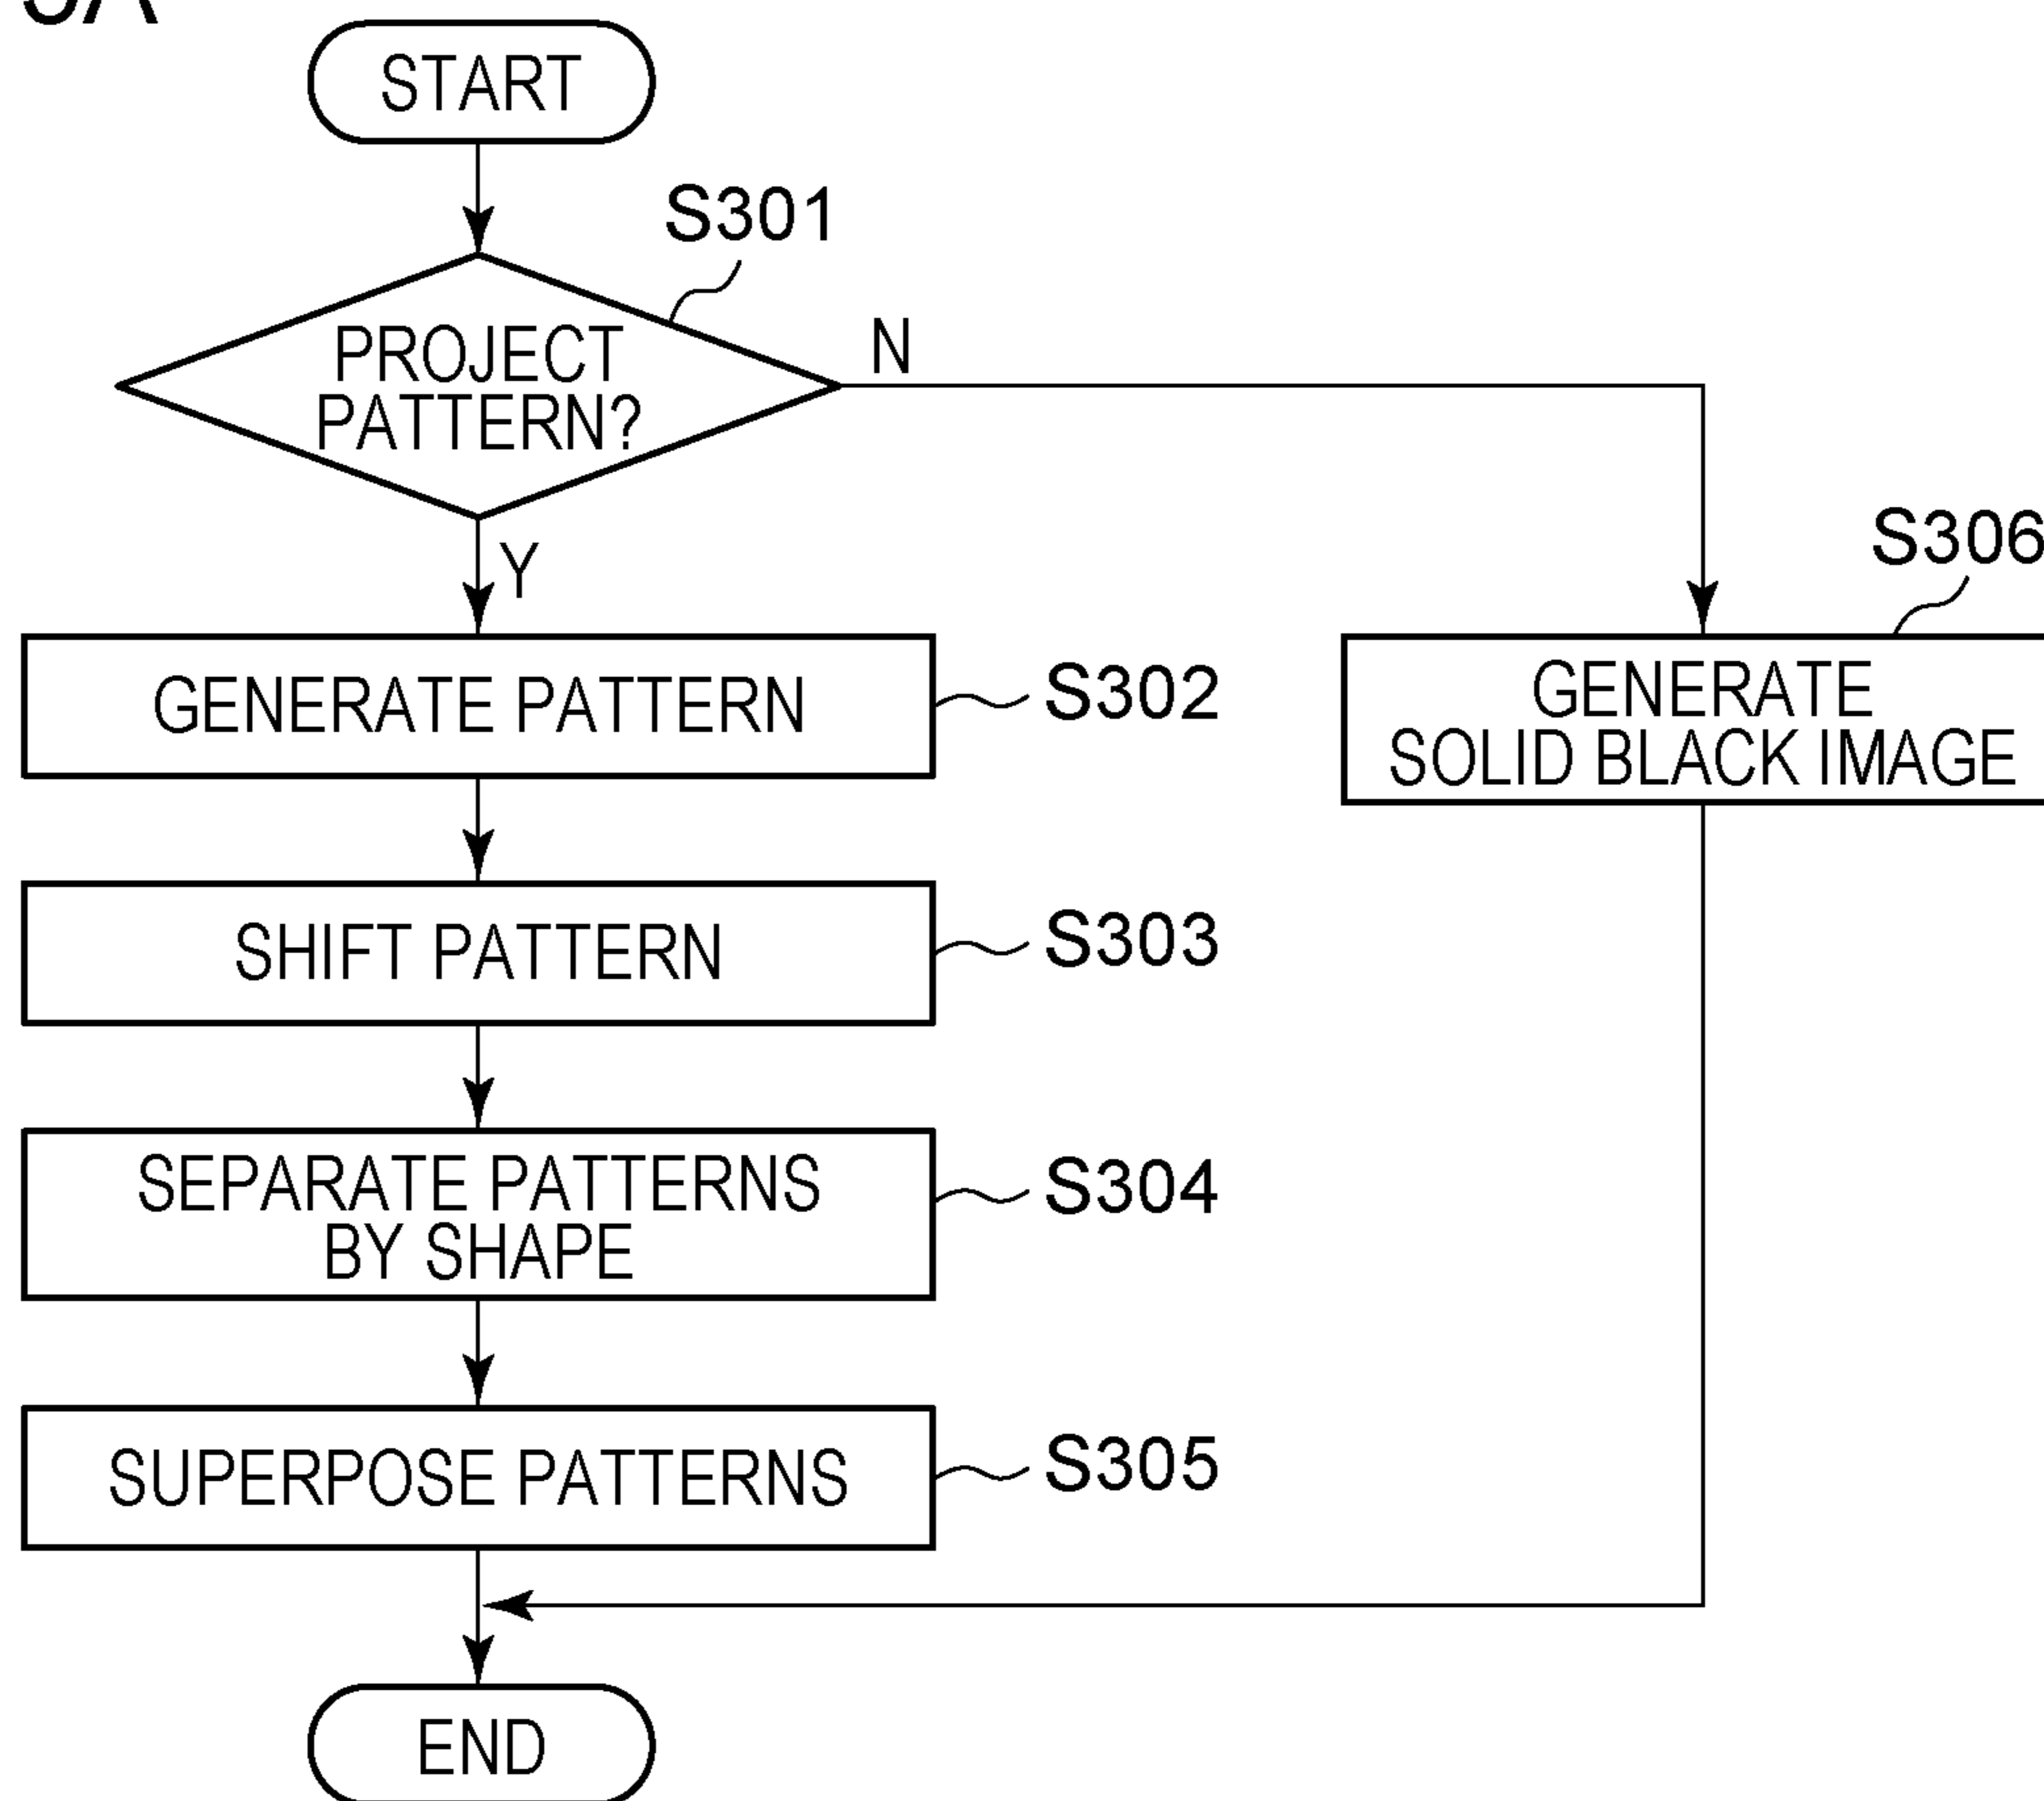 START
S301
PROJECT
PATTERN?
N
Y
S306
GENERATE PATTERN
S302
GENERATE
SOLID BLACK IMAGE
SHIFT PATTERN
S303
SEPARATE PATTERNS
BY SHAPE
S304
SUPERPOSE PATTERNS
S305
END